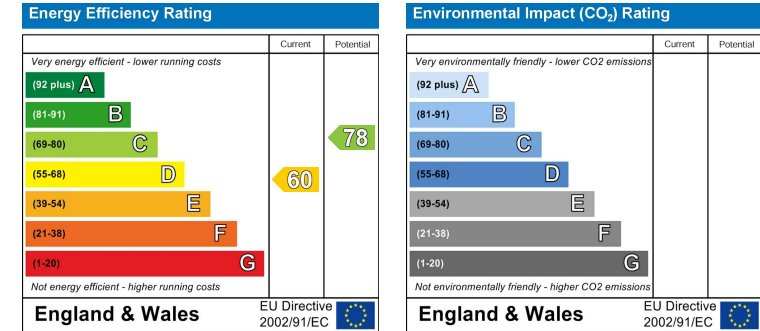 Energy Efficiency Rating
Current Potential
Very energy efficient - lower running costs
(92 plus) A
(81-91) B
(69-80) C
78
(55-68) D
60
(39-54) E
(21-38) F
(1-20) G
Not energy efficient - higher running costs
England & Wales
EU Directive
2002/91/EC
Environmental Impact (CO₂) Rating
Current Potential
Very environmentally friendly - lower CO2 emissions
(92 plus) A
(81-91) B
(69-80) C
(55-68) D
(39-54) E
(21-38) F
(1-20) G
Not environmentally friendly - higher CO2 emissions
England & Wales
EU Directive
2002/91/EC